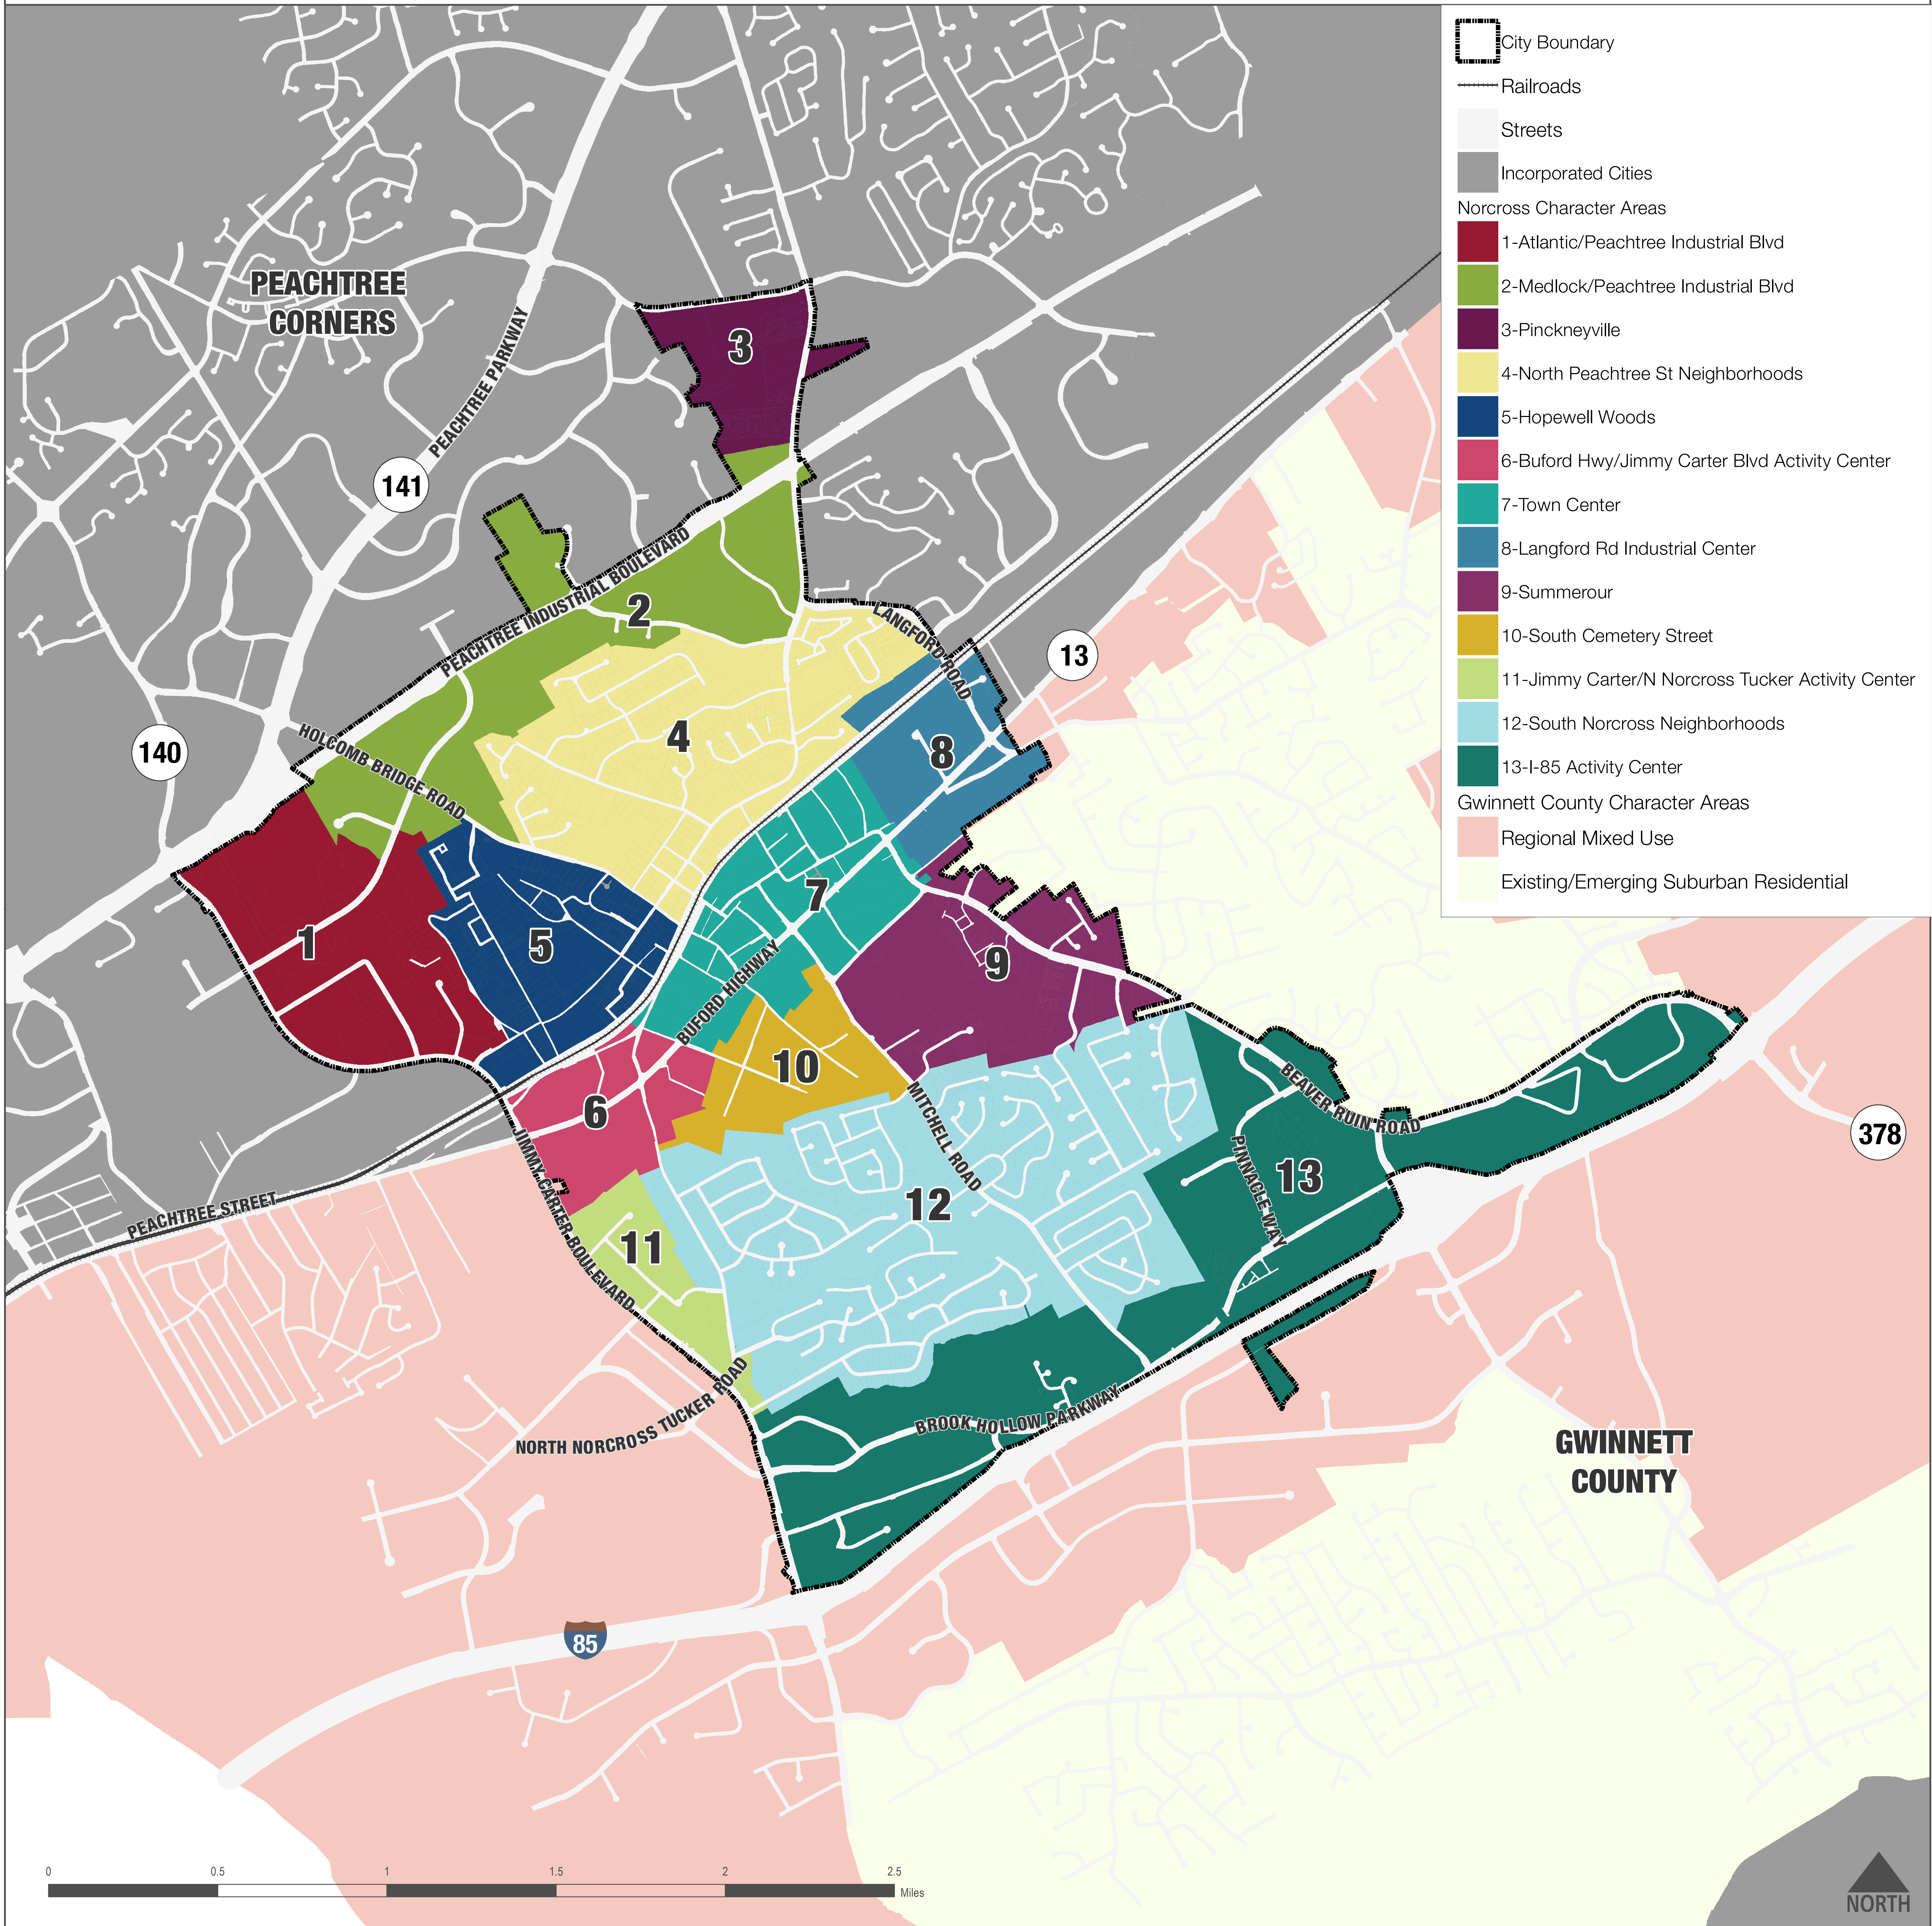 City Boundary
Railroads
Streets
Incorporated Cities
Norcross Character Areas
1-Atlantic/Peachtree Industrial Blvd
2-Medlock/Peachtree Industrial Blvd
3-Pinckneyville
4-North Peachtree St Neighborhoods
5-Hopewell Woods
6-Buford Hwy/Jimmy Carter Blvd Activity Center
7-Town Center
8-Langford Rd Industrial Center
9-Summerour
10-South Cemetery Street
11-Jimmy Carter/N Norcross Tucker Activity Center
12-South Norcross Neighborhoods
13-I-85 Activity Center
Gwinnett County Character Areas
Regional Mixed Use
Existing/Emerging Suburban Residential
PEACHTREE
CORNERS
PEACHTREE PARKWAY
3
141
PEACHTREE INDUSTRIAL BOULEVARD
2
LANGFORD ROAD
13
140
HOLCOMB BRIDGE ROAD
4
8
7
1
5
BUFORD HIGHWAY
9
10
6
BEAVER RUIN ROAD
378
JIMMY CARTER BOULEVARD
MITCHELL ROAD
PINNACLE WAY
13
PEACHTREE STREET
12
11
NORTH NORCROSS TUCKER ROAD
BROOK HOLLOW PARKWAY
GWINNETT
COUNTY
85
0 0.5 1 1.5 2 2.5
Miles
NORTH